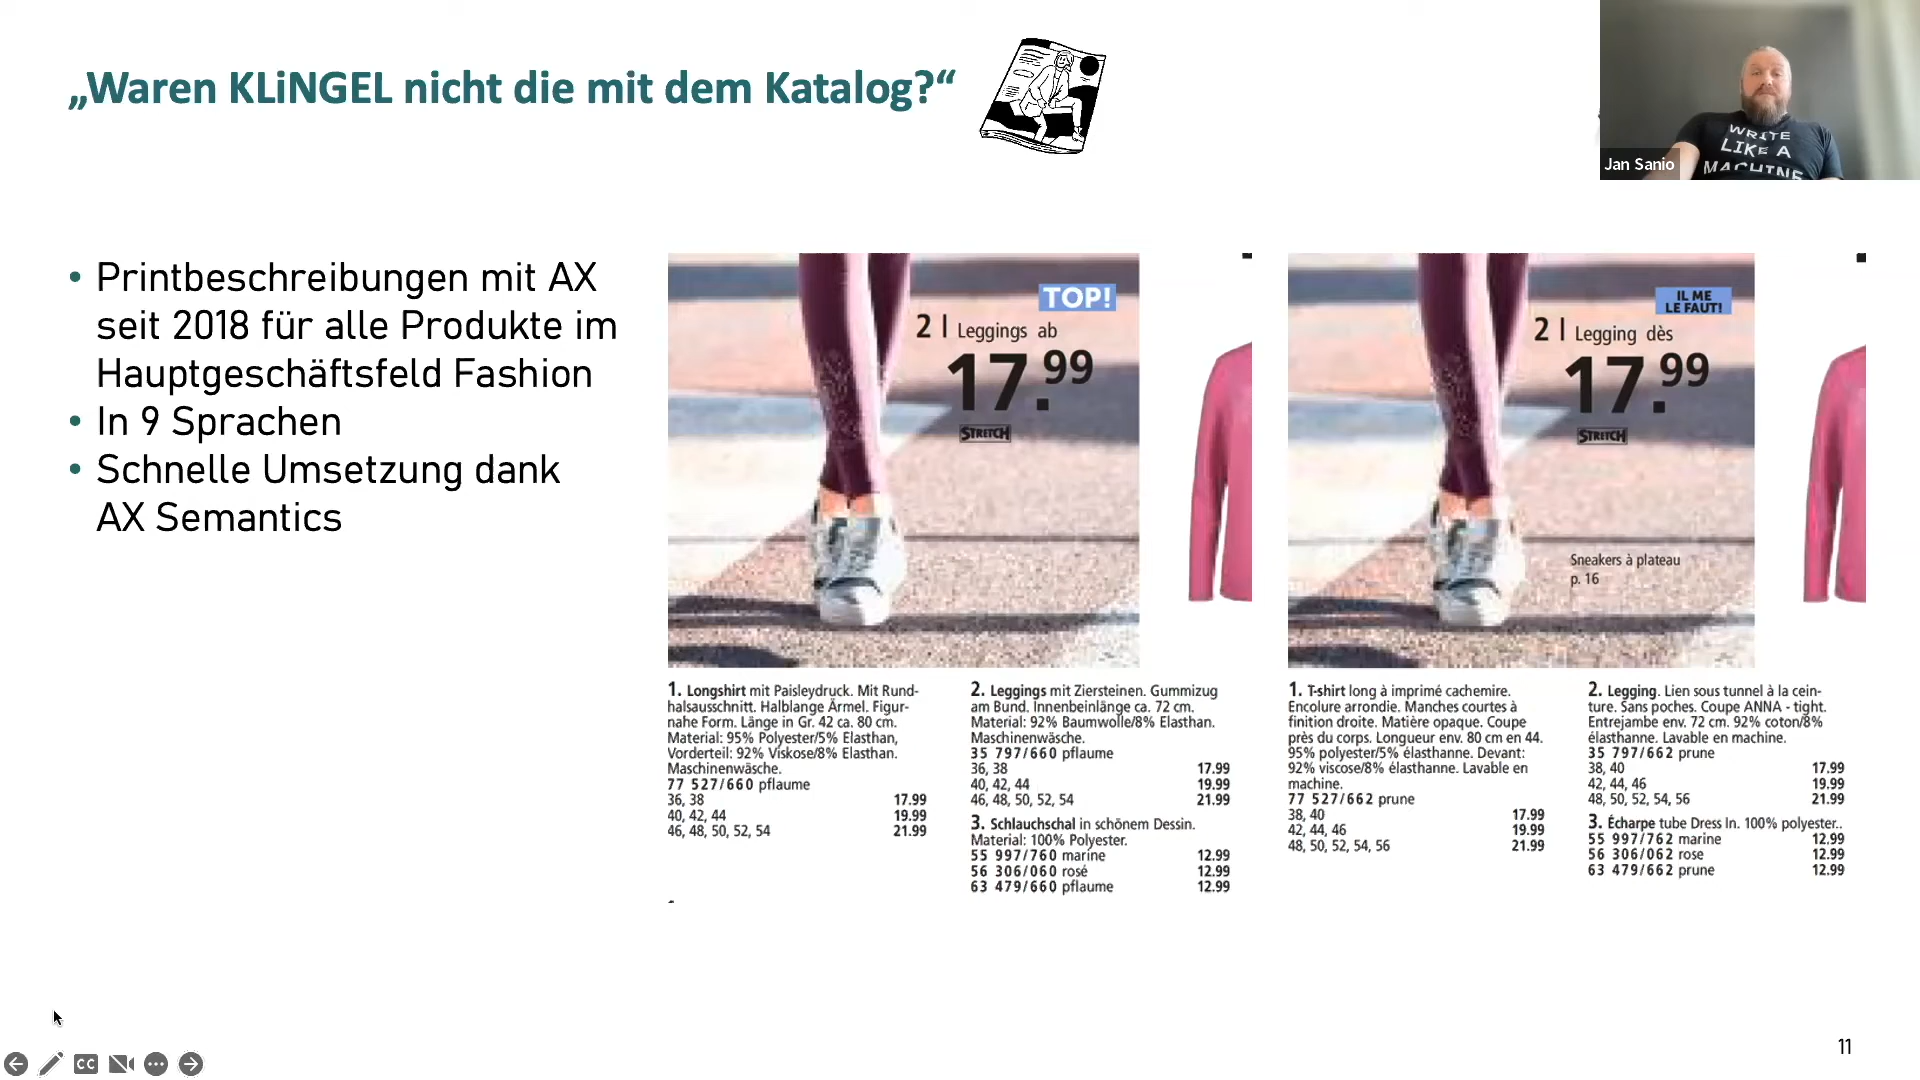 „Waren KLiNGEL nicht die mit dem Katalog?“
WRITE
LIKE A
MACHINE
Jan Sanio
• Printbeschreibungen mit AX
seit 2018 für alle Produkte im
Hauptgeschäftsfeld Fashion
• In 9 Sprachen
• Schnelle Umsetzung dank
AX Semantics
TOP!
2 | Leggings ab
17.99
STRETCH
1. Longshirt mit Paisleydruck. Mit Rund-
halsausschnitt. Halblange Ärmel. Figur-
nahe Form. Länge in Gr. 42 ca. 80 cm.
Material: 95% Polyester/5% Elasthan,
Vorderteil: 92% Viskose/8% Elasthan.
Maschinenwäsche.
77 527/660 pflaume
36, 38 17.99
40, 42, 44 19.99
46, 48, 50, 52, 54 21.99
2. Leggings mit Ziersteinen. Gummizug
am Bund. Innenbeinlänge ca. 72 cm.
Material: 92% Baumwolle/8% Elasthan.
Maschinenwäsche.
35 797/660 pflaume
36, 38 17.99
40, 42, 44 19.99
46, 48, 50, 52, 54 21.99
3. Schlauchschal in schönem Dessin.
Material: 100% Polyester.
55 997/760 marine 12.99
56 306/060 rosé 12.99
63 479/660 pflaume 12.99
IL ME
LE FAUT!
2 | Legging dès
17.99
STRETCH
Sneakers à plateau
p. 16
1. T-shirt long à imprimé cachemire.
Encolure arrondie. Manches courtes à
finition droite. Matière opaque. Coupe
près du corps. Longueur env. 80 cm en 44.
95% polyester/5% élasthanne. Devant:
92% viscose/8% élasthanne. Lavable en
machine.
77 527/662 prune
38, 40 17.99
42, 44, 46 19.99
48, 50, 52, 54, 56 21.99
2. Legging. Lien sous tunnel à la cein-
ture. Sans poches. Coupe ANNA - tight.
Entrejambe env. 72 cm. 92% coton/8%
élasthanne. Lavable en machine.
35 797/662 prune
38, 40 17.99
42, 44, 46 19.99
48, 50, 52, 54, 56 21.99
3. Écharpe tube Dress In. 100% polyester..
55 997/762 marine 12.99
56 306/062 rose 12.99
63 479/662 prune 12.99
CC
11